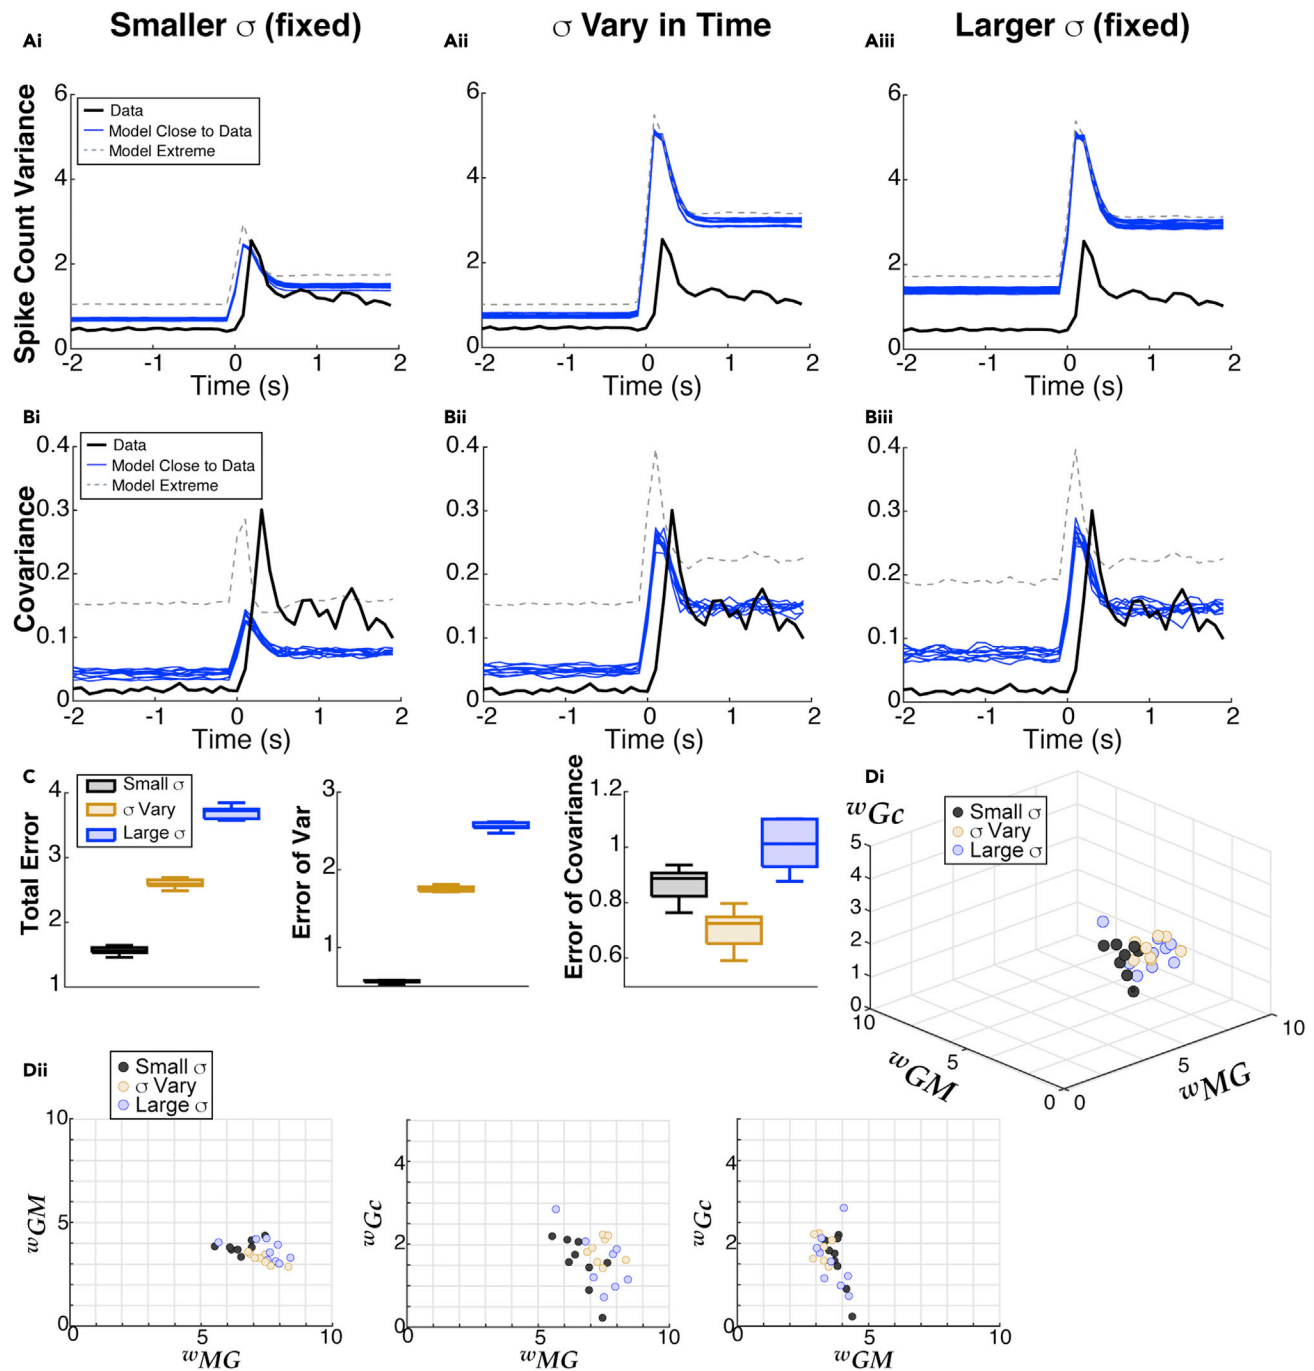 Smaller σ (fixed)
σ Vary in Time
Larger σ (fixed)
Ai
Aii
Aiii
Spike Count Variance
6
4
2
0
Data
Model Close to Data
Model Extreme
-2 -1 0 1 2
Time (s)
6
4
2
0
-2 -1 0 1 2
Time (s)
6
4
2
0
-2 -1 0 1 2
Time (s)
Bi
Bii
Biii
Covariance
0.4
0.3
0.2
0.1
0
Data
Model Close to Data
Model Extreme
-2 -1 0 1 2
Time (s)
0.4
0.3
0.2
0.1
0
-2 -1 0 1 2
Time (s)
0.4
0.3
0.2
0.1
0
-2 -1 0 1 2
Time (s)
C
Total Error
4
3
2
1
Small σ
σ Vary
Large σ
Error of Var
3
2
1
Error of Covariance
1.2
1
0.8
0.6
Di
wGc
Small σ
σ Vary
Large σ
5
4
3
2
1
0
10
5
0
wGM
0
5
10
wMG
Dii
Small σ
σ Vary
Large σ
wGM
10
5
0
0 5 10
wMG
wGc
4
2
0
0 5 10
wMG
wGc
4
2
0
0 5 10
wGM